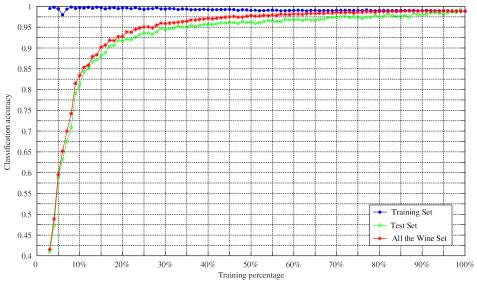 1
0.95
0.9
0.85
0.8
0.75
0.7
0.65
0.6
0.55
0.5
0.45
0.4
Classification accuracy
0 10% 20% 30% 40% 50% 60% 70% 80% 90% 100%
Training percentage
Training Set
Test Set
All the Wine Set